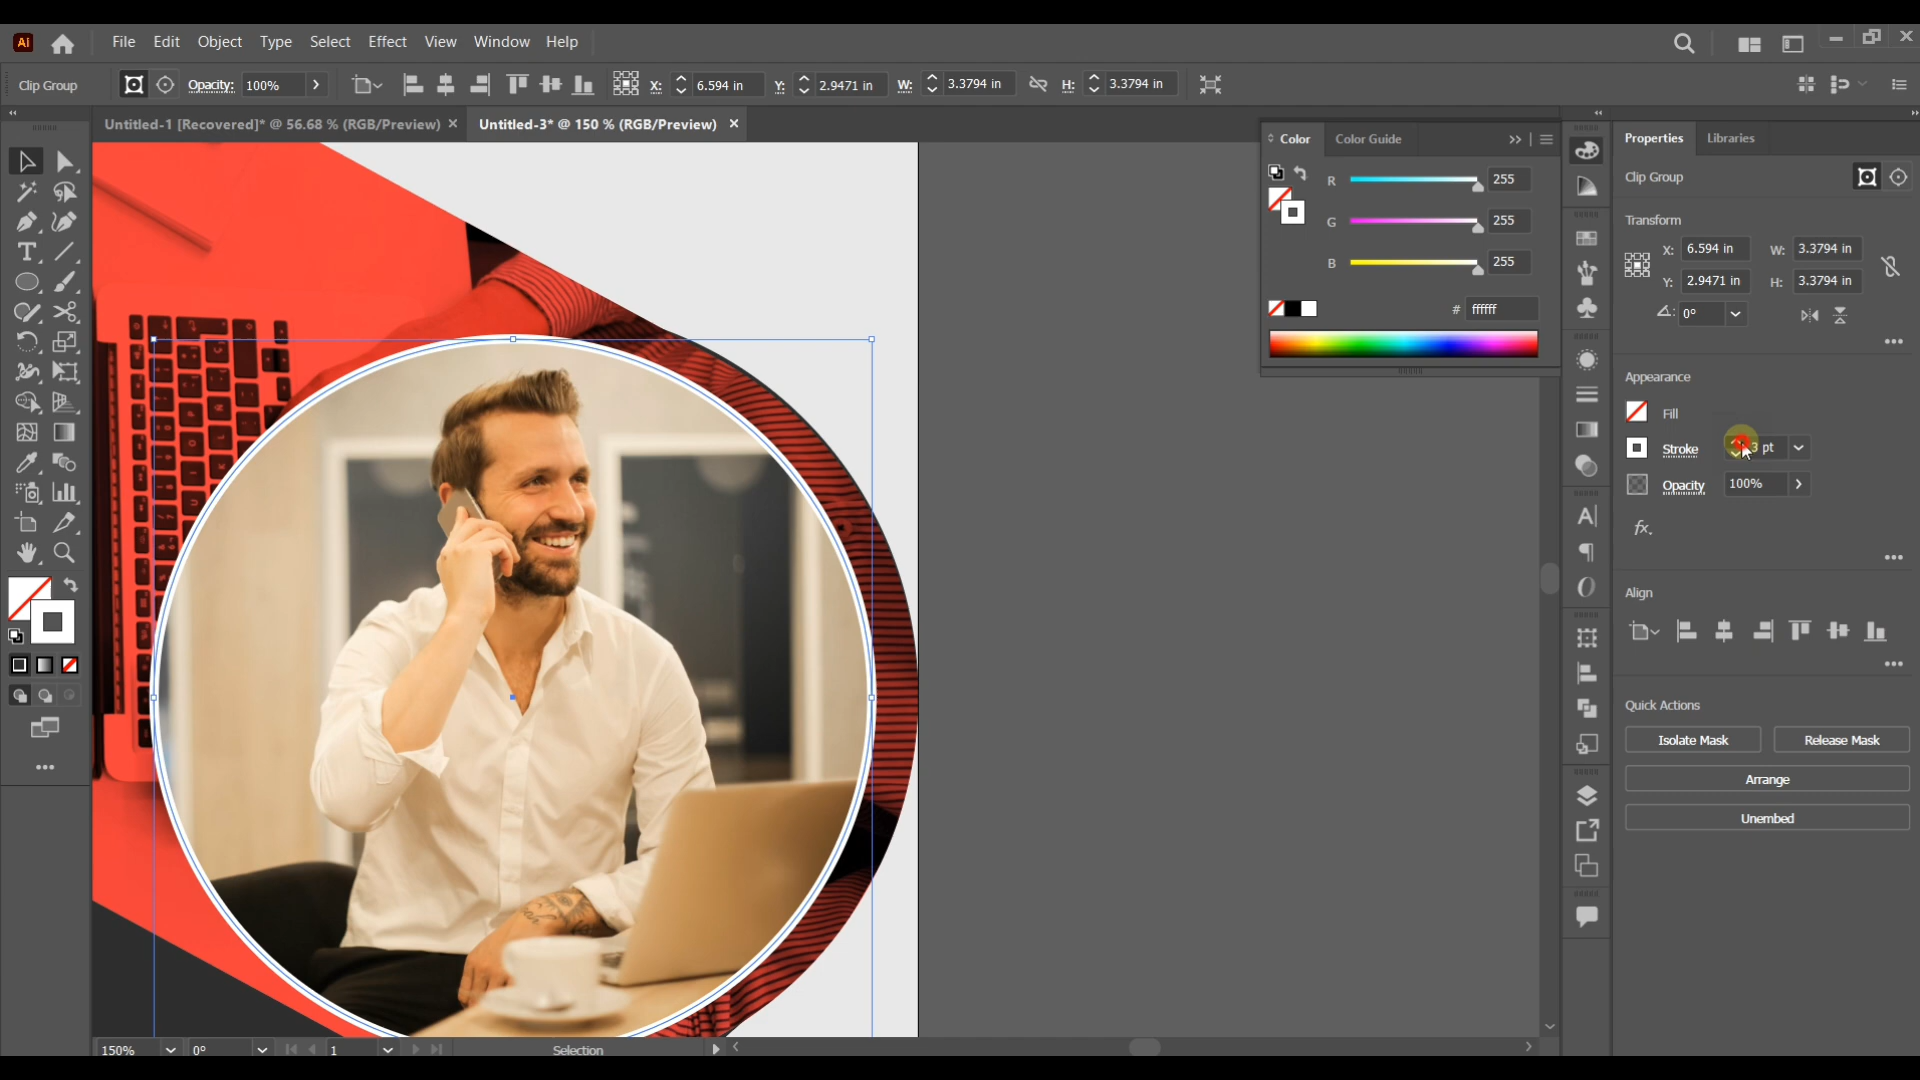 Ai File Edit Object Type Select Effect View Window Help
Clip Group Opacity: 100% X: 6.594 in Y: 2.9471 in W: 3.3794 in H: 3.3794 in
Untitled-1 [Recovered]* @ 56.68 % (RGB/Preview) Untitled-3* @ 150 % (RGB/Preview)
Color Color Guide
R 255
G 255
B 255
# ffffff
Properties Libraries
Clip Group
Transform
X: 6.594 in W: 3.3794 in
Y: 2.9471 in H: 3.3794 in
0°
Appearance
Fill
Stroke 3 pt
Opacity 100%
fx.
Align
Quick Actions
Isolate Mask Release Mask
Arrange
Unembed
150% 0° 1 Selection